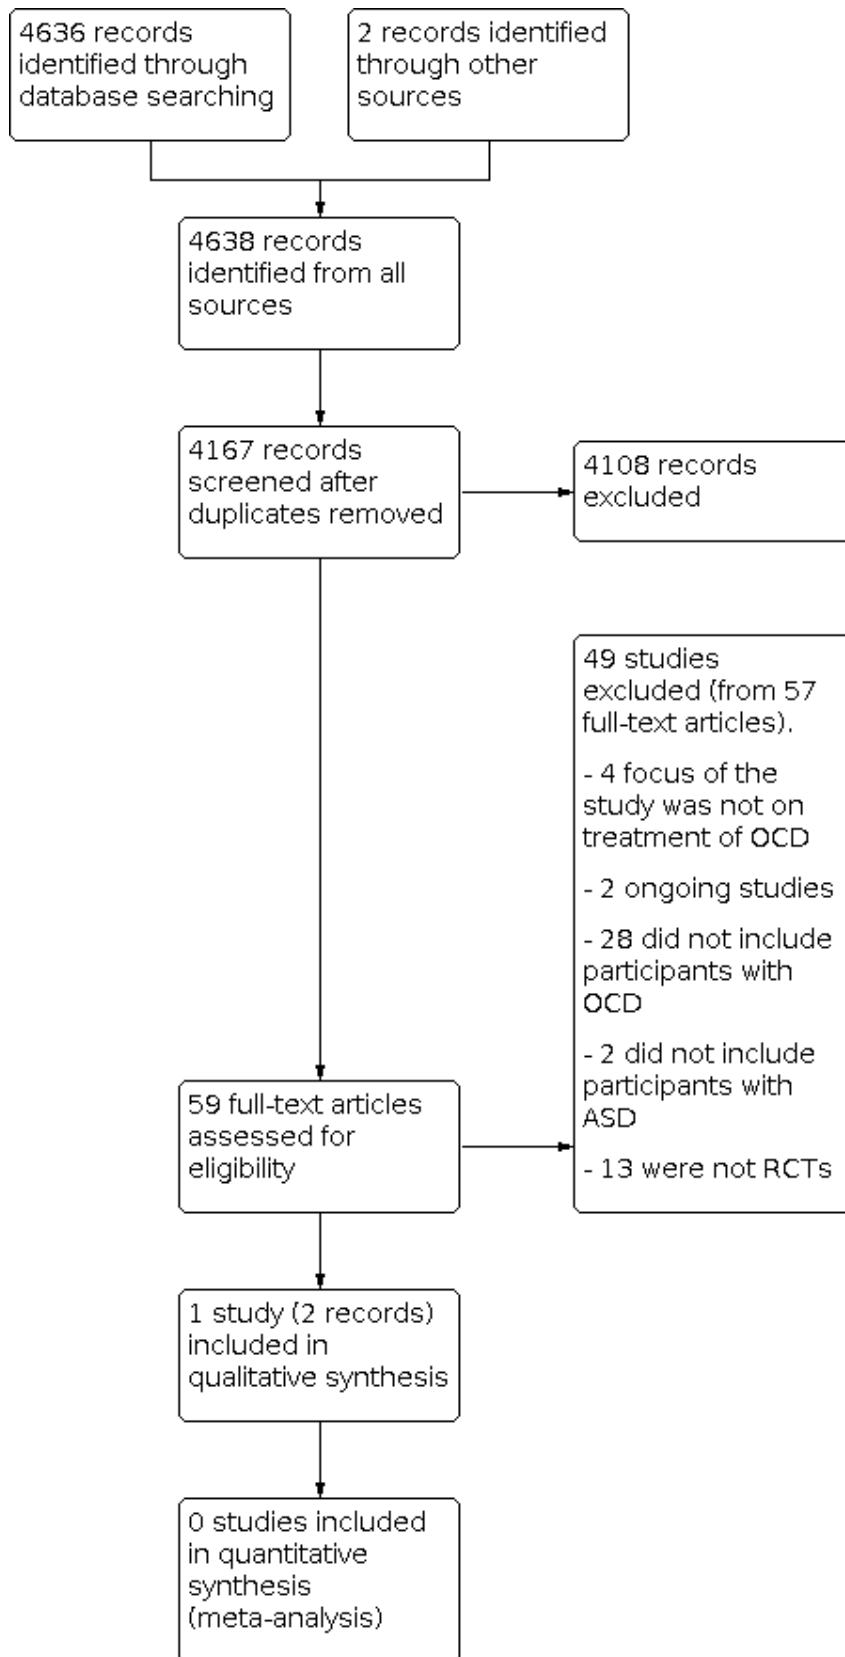 4636 records
identified through
database searching
2 records identified
through other
sources
4638 records
identified from all
sources
4167 records
screened after
duplicates removed
4108 records
excluded
49 studies
excluded (from 57
full-text articles).
- 4 focus of the
study was not on
treatment of OCD
- 2 ongoing studies
- 28 did not include
participants with
OCD
- 2 did not include
participants with
ASD
- 13 were not RCTs
59 full-text articles
assessed for
eligibility
1 study (2 records)
included in
qualitative synthesis
0 studies included
in quantitative
synthesis
(meta-analysis)